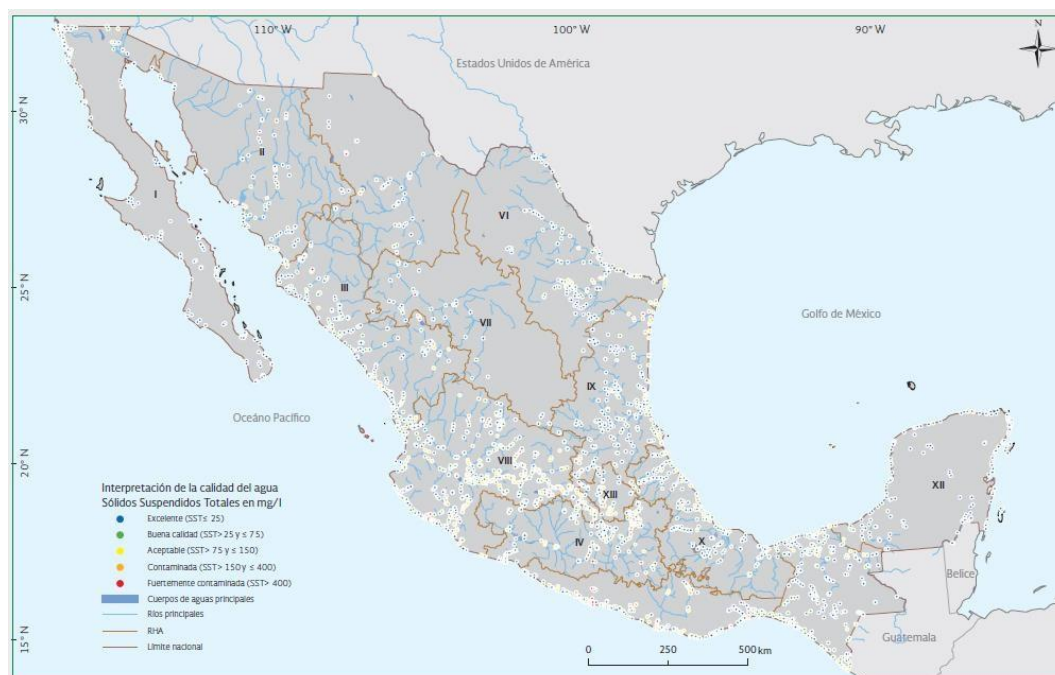 110° W
100° W
90° W
N
Estados Unidos de Amèrica
30° N
II
I
VI
25° N
III
VII
Golfo de Mèxico
IX
Oceáno Pacífico
20° N
VIII
XII
XIII
Interpretación de la calidad del agua
Sólidos Suspendidos Totales en mg/l
Excelente (SST≤ 25)
Buena calidad (SST> 25 y ≤ 75)
Aceptable (SST> 75 y ≤ 150)
Contaminada (SST> 150 y ≤ 400)
Fuertemente contaminada (SST> 400)
Cuerpos de aguas principales
Ríos principales
RHA
Límite nacional
IV
X
Belice
Guatemala
15° N
0 250 500 km